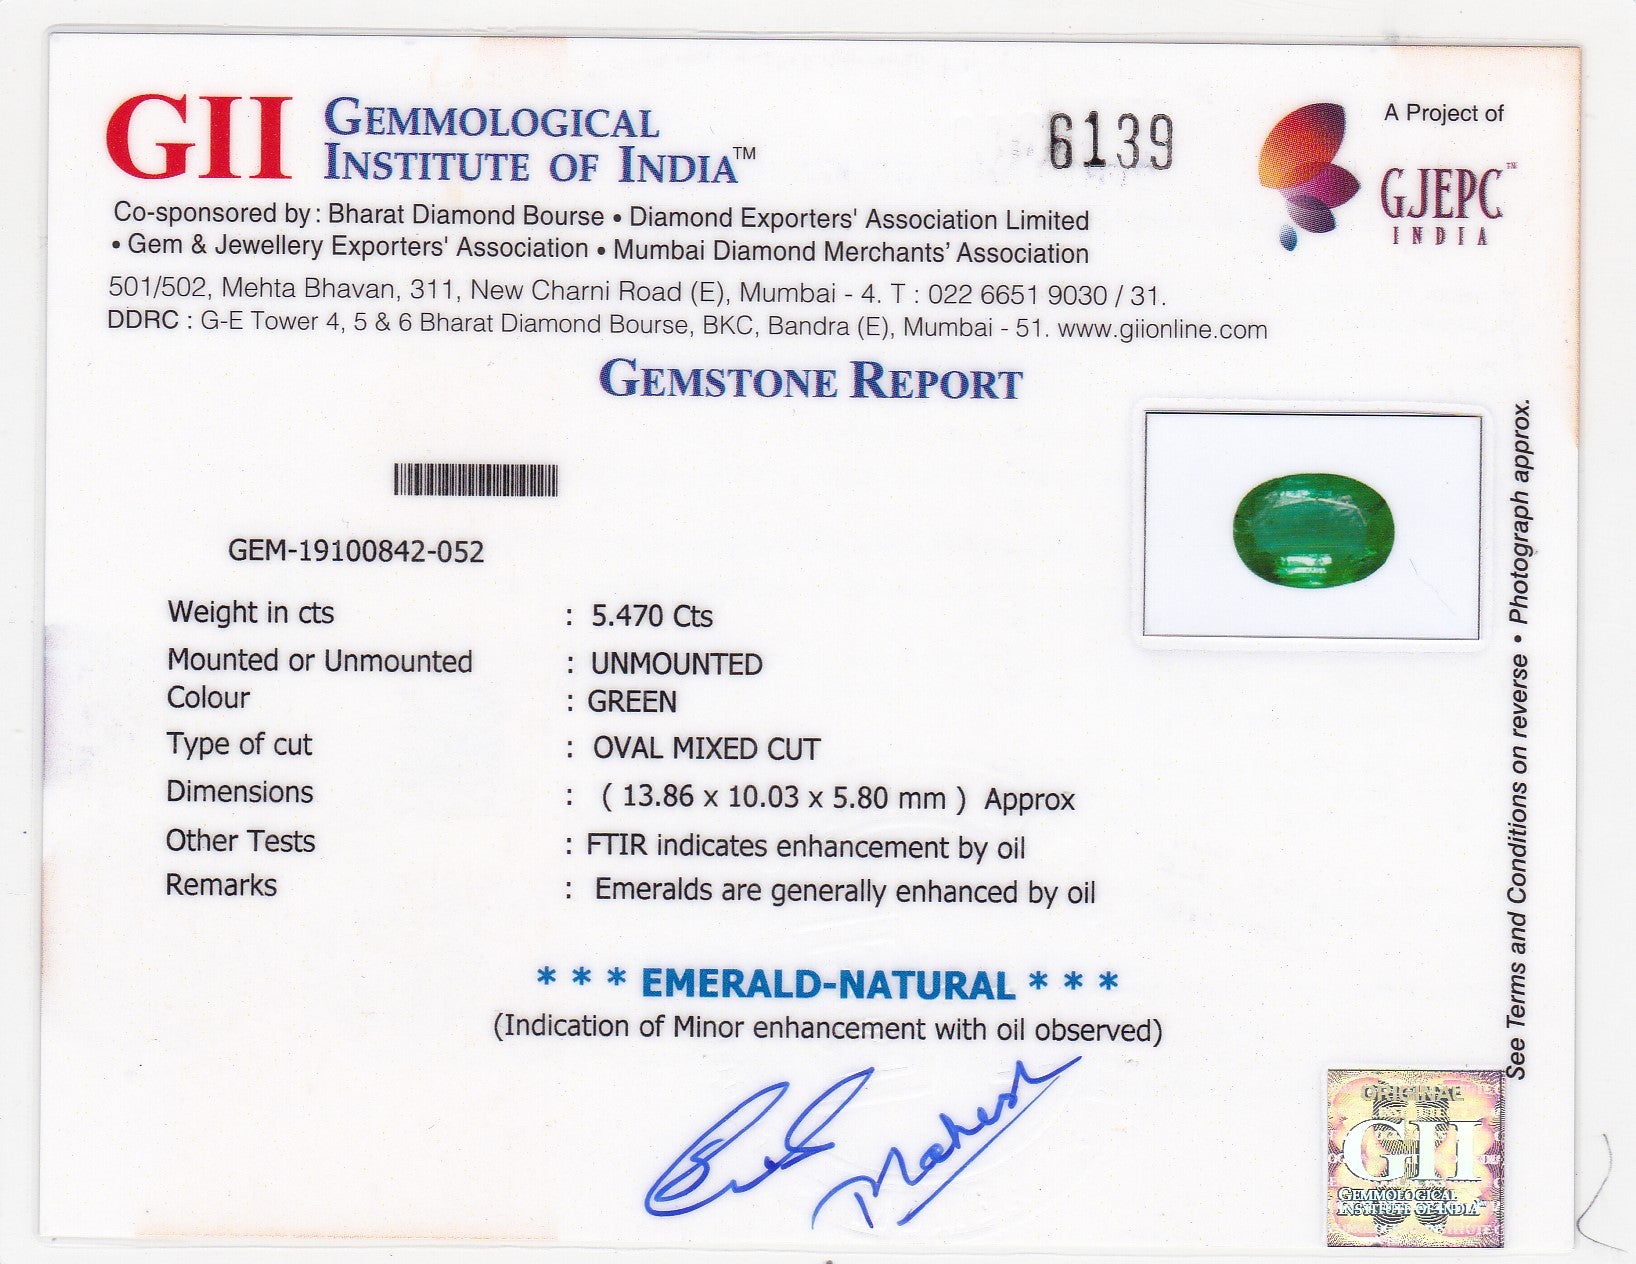 GII GEMMOLOGICAL INSTITUTE OF INDIA™
6139
A Project of
GJEPC™
INDIA
Co-sponsored by : Bharat Diamond Bourse • Diamond Exporters' Association Limited
• Gem & Jewellery Exporters' Association • Mumbai Diamond Merchants' Association
501/502, Mehta Bhavan, 311, New Charni Road (E), Mumbai - 4. T : 022 6651 9030 / 31.
DDRC : G-E Tower 4, 5 & 6 Bharat Diamond Bourse, BKC, Bandra (E), Mumbai - 51. www.giionline.com
GEMSTONE REPORT
GEM-19100842-052
Weight in cts : 5.470 Cts
Mounted or Unmounted : UNMOUNTED
Colour : GREEN
Type of cut : OVAL MIXED CUT
Dimensions : ( 13.86 x 10.03 x 5.80 mm ) Approx
Other Tests : FTIR indicates enhancement by oil
Remarks : Emeralds are generally enhanced by oil
* * * EMERALD-NATURAL * * *
(Indication of Minor enhancement with oil observed)
Mahesh
See Terms and Conditions on reverse • Photograph approx.
ORIGINAL
GII
GEMMOLOGICAL
INSTITUTE OF INDIA